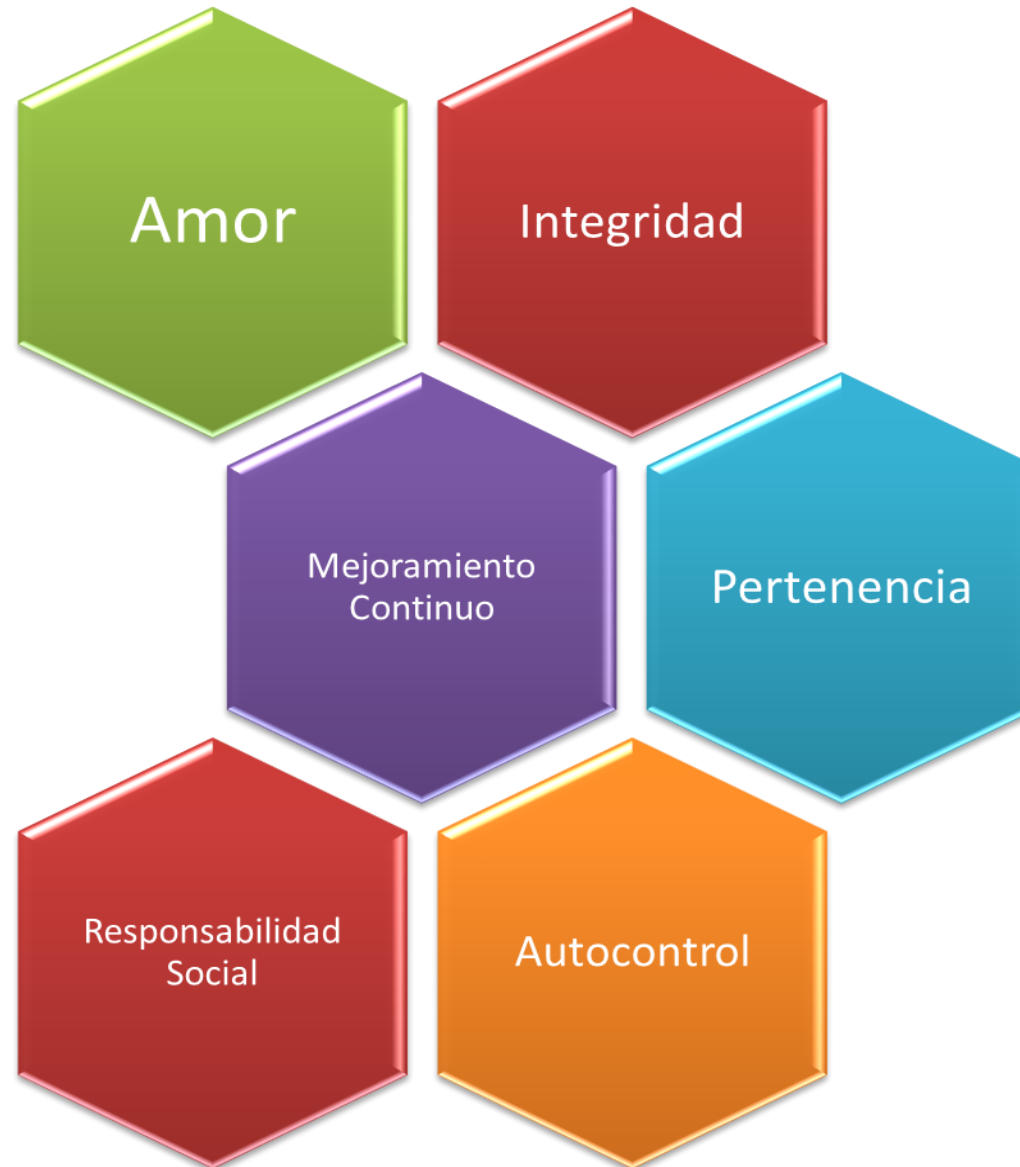 Amor
Integridad
Mejoramiento
Continuo
Pertenencia
Responsabilidad
Social
Autocontrol